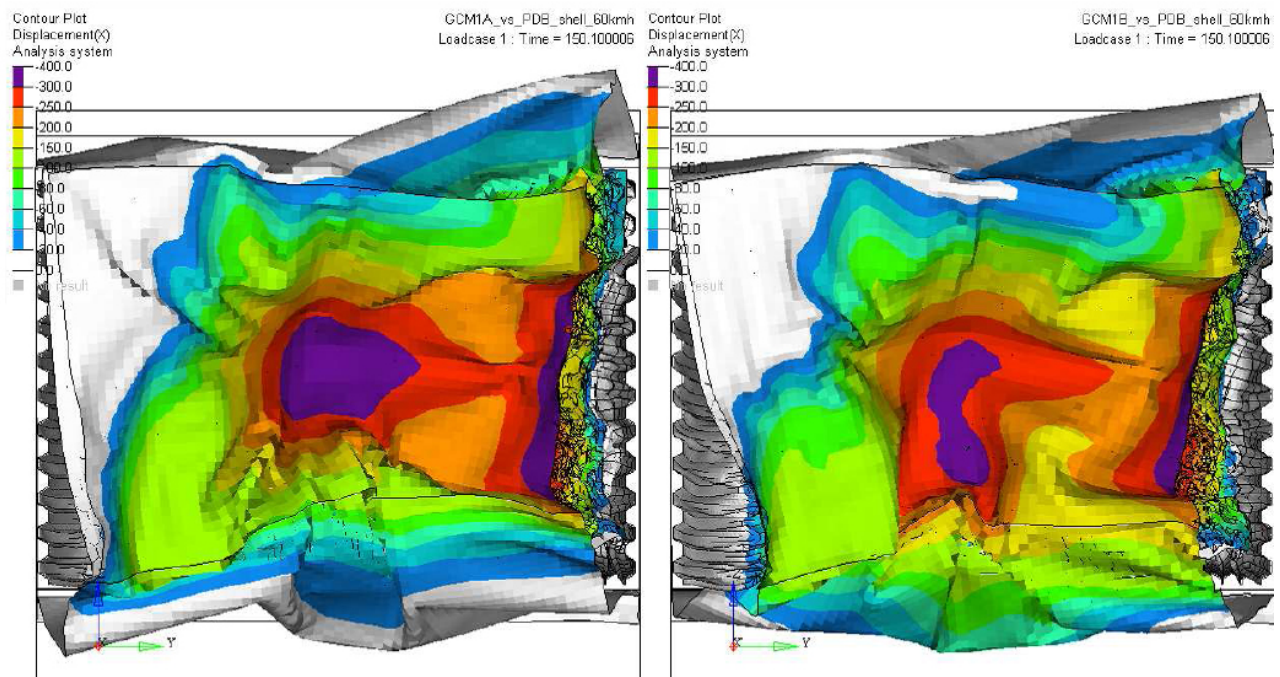 Contour Plot
Displacement(X)
Analysis system
GCM1A_vs_PDB_shell_60kmh
Loadcase 1 : Time = 150.100006
-400.0
-300.0
-250.0
-200.0
-150.0
result
Y
Contour Plot
Displacement(X)
Analysis system
GCM1B_vs_PDB_shell_60kmh
Loadcase 1 : Time = 150.100006
-400.0
-300.0
-250.0
-200.0
-150.0
result
X
Y